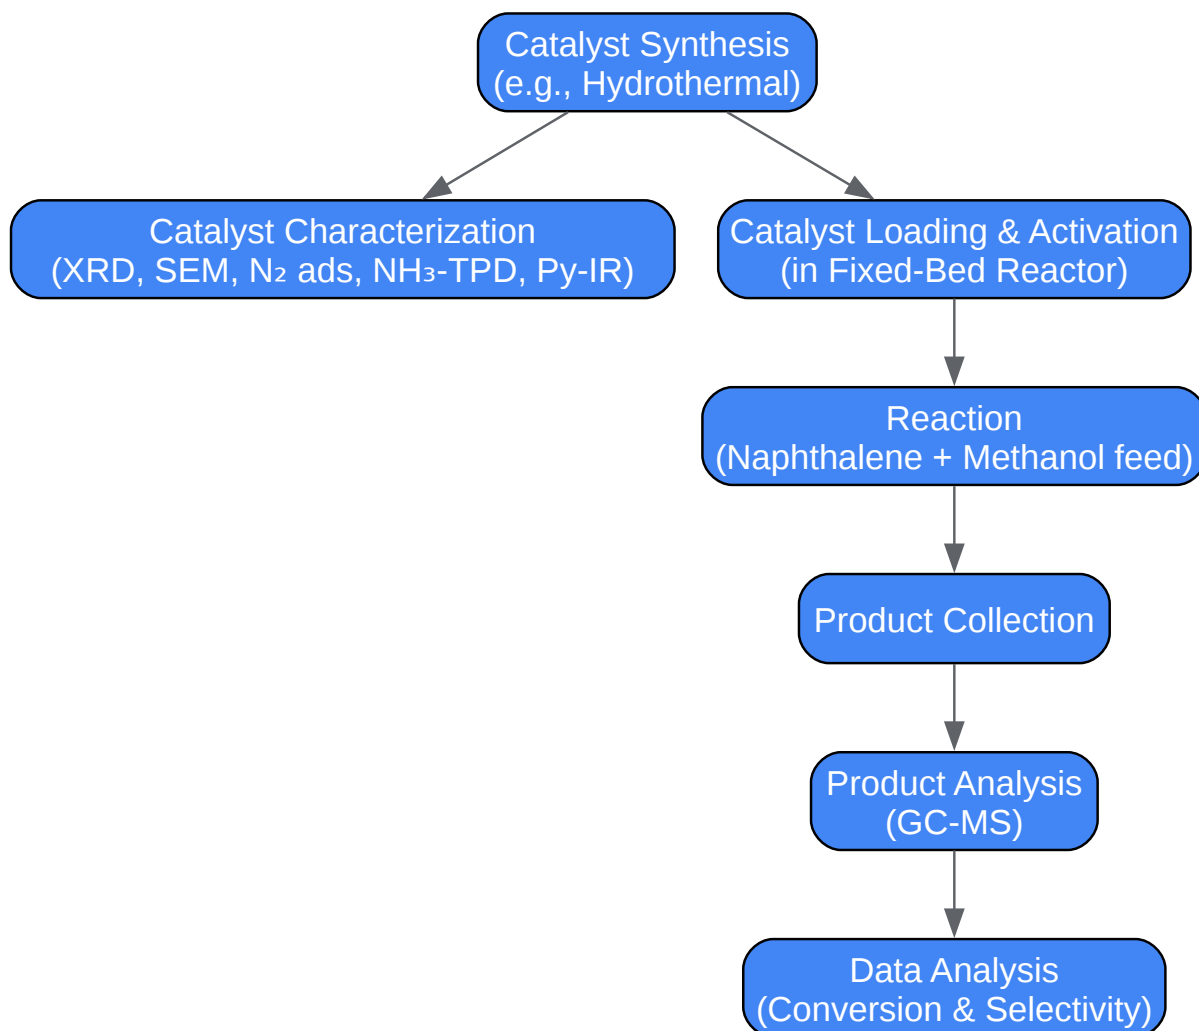 Catalyst Synthesis
(e.g., Hydrothermal)
Catalyst Characterization
(XRD, SEM, N₂ ads, NH₃-TPD, Py-IR)
Catalyst Loading & Activation
(in Fixed-Bed Reactor)
Reaction
(Naphthalene + Methanol feed)
Product Collection
Product Analysis
(GC-MS)
Data Analysis
(Conversion & Selectivity)